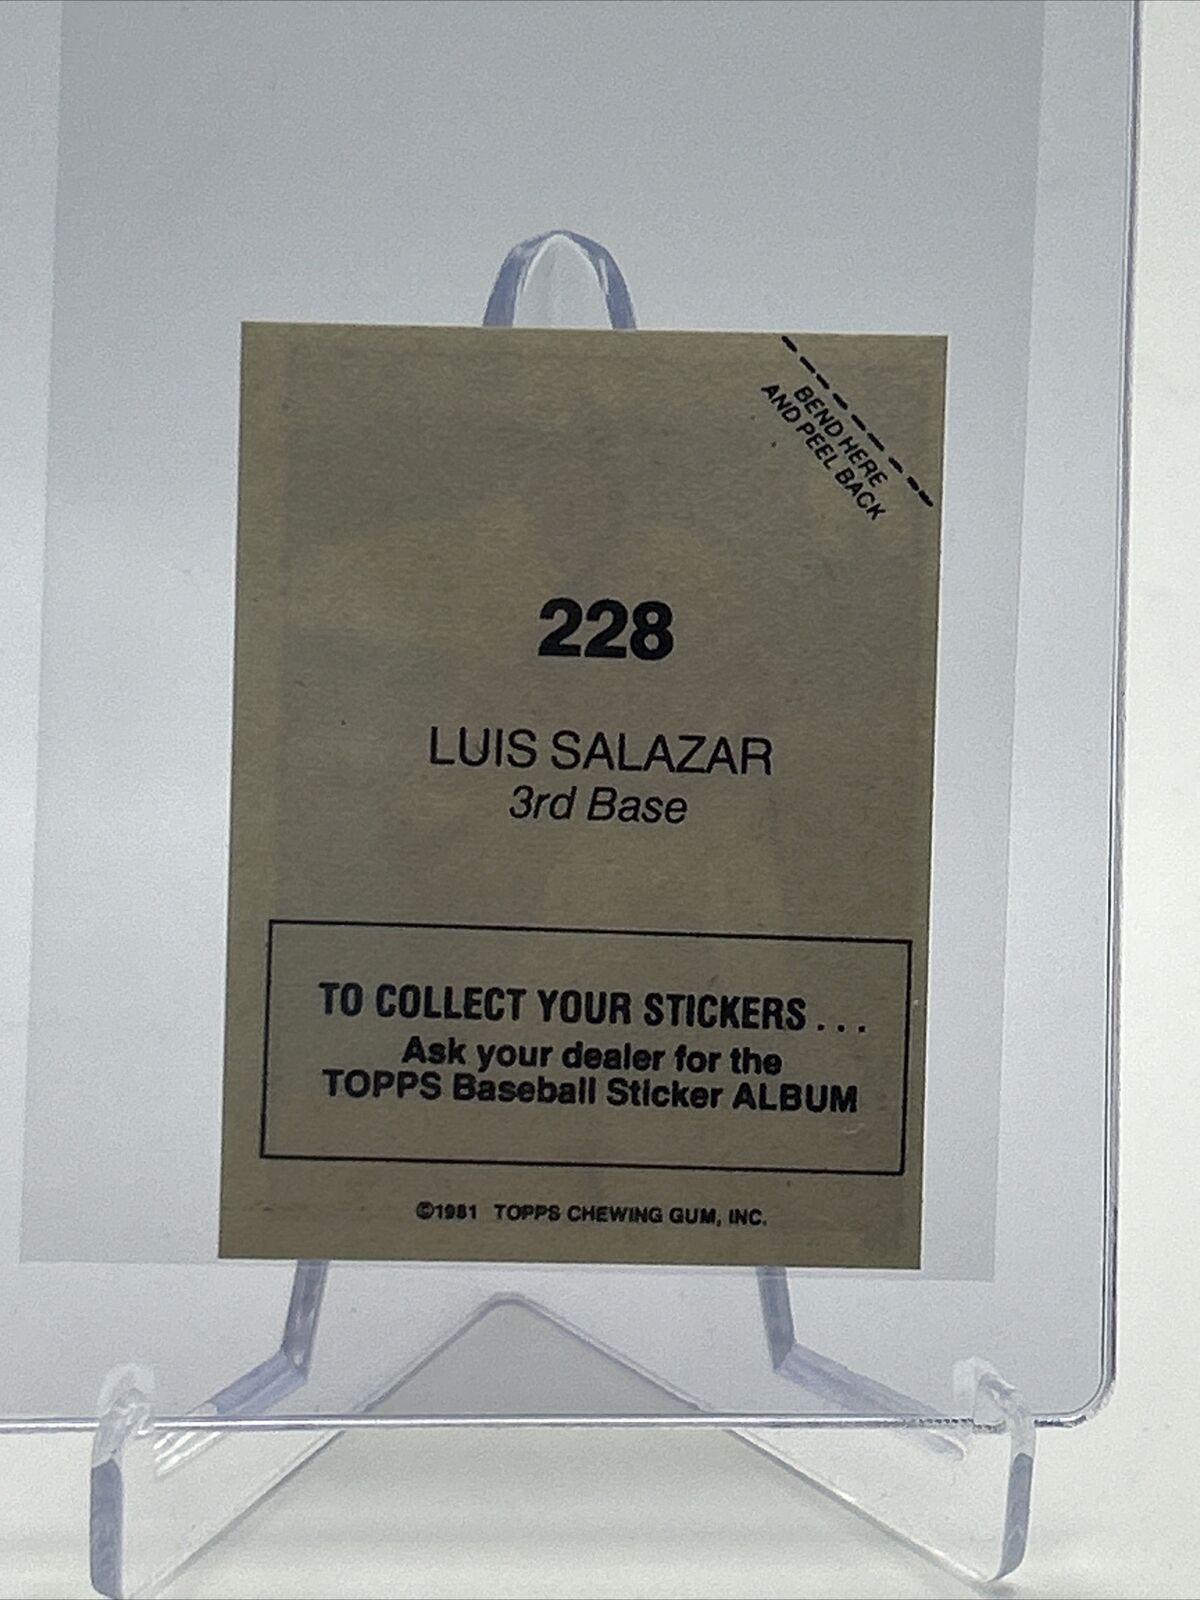 BEND HERE
AND PEEL BACK
228
LUIS SALAZAR
3rd Base
TO COLLECT YOUR STICKERS . . .
Ask your dealer for the
TOPPS Baseball Sticker ALBUM
©1981 TOPPS CHEWING GUM, INC.